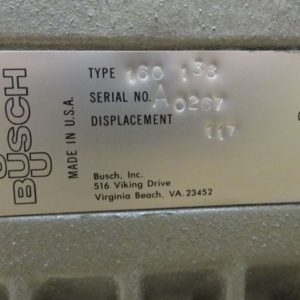 BUSCH
BUSCH
MADE IN U.S.A.
TYPE 160 138
SERIAL NO. A0267
DISPLACEMENT 117
Busch, Inc.
516 Viking Drive
Virginia Beach, VA. 23452